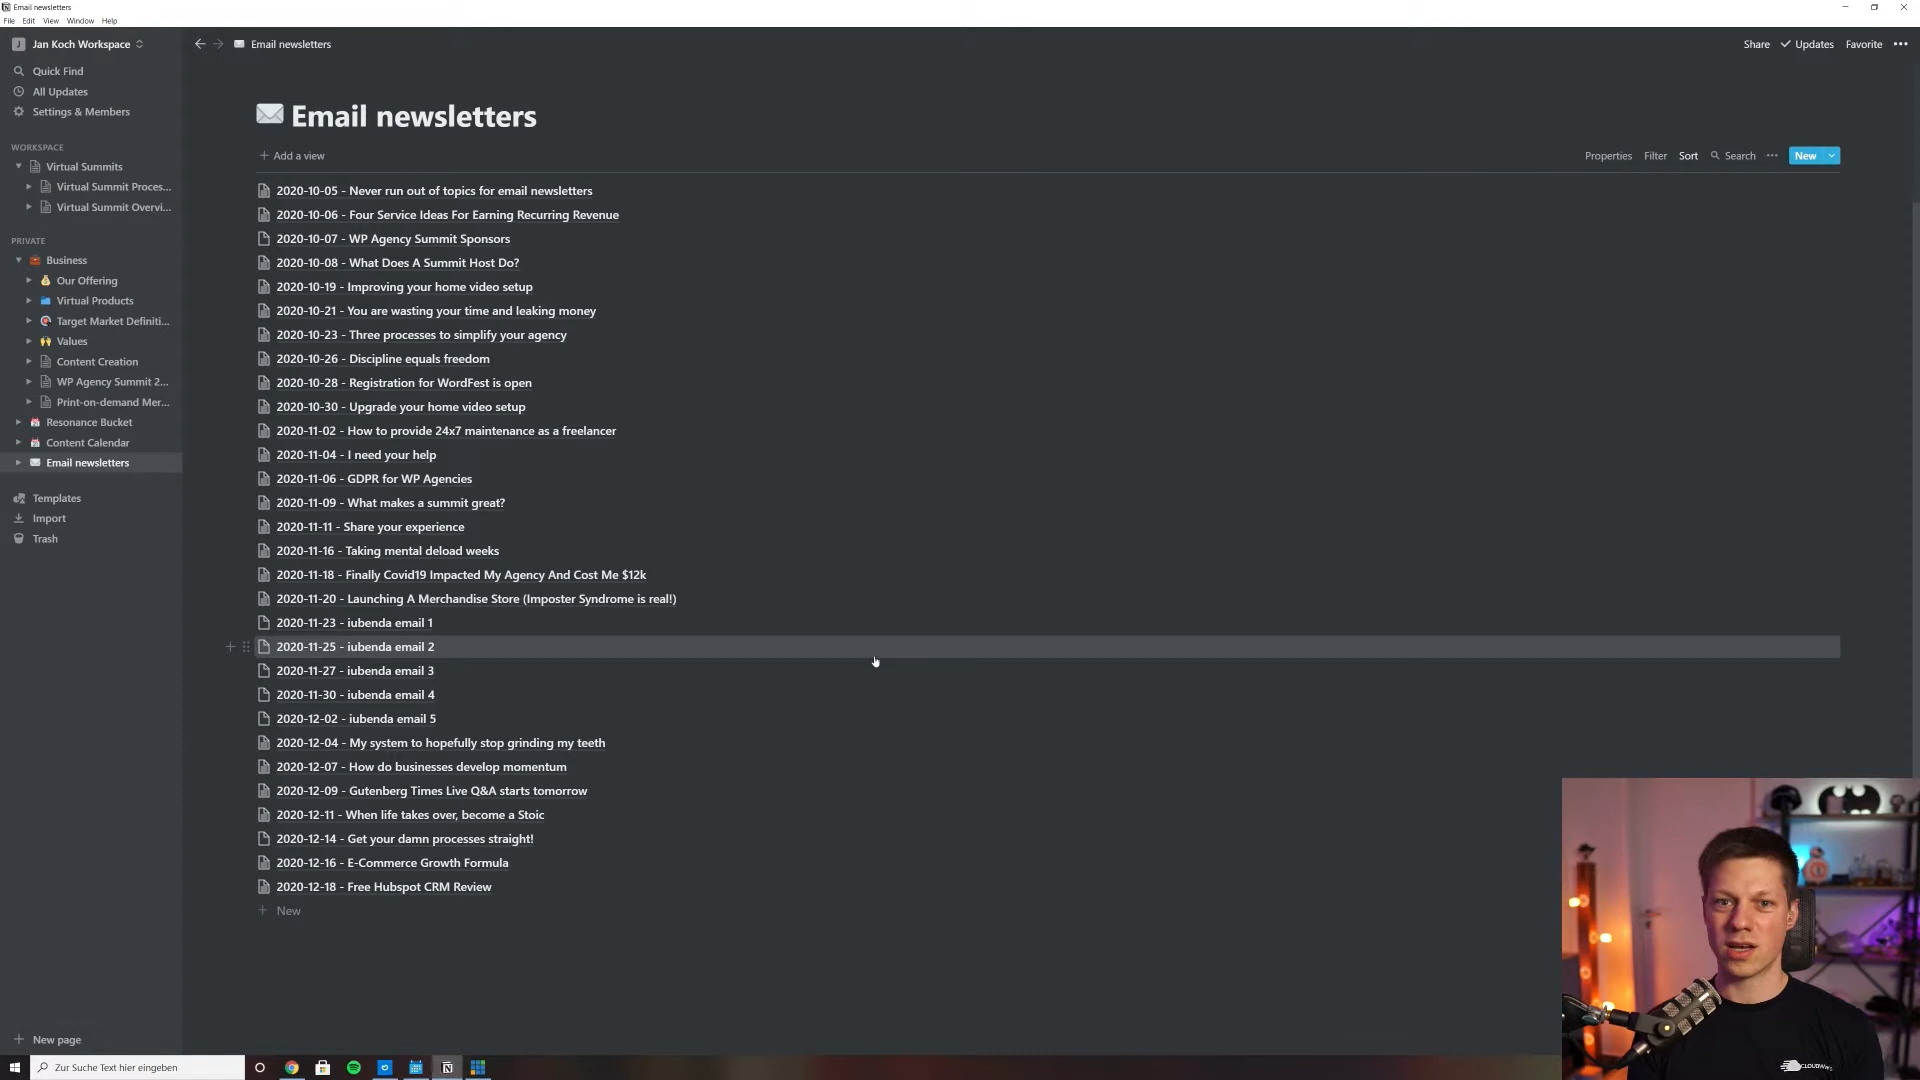 Email newsletters
File Edit View Window Help
J Jan Koch Workspace
Email newsletters
Share Updates Favorite
Quick Find
All Updates
Settings & Members
WORKSPACE
Virtual Summits
Virtual Summit Proces...
Virtual Summit Overvi...
PRIVATE
Business
Our Offering
Virtual Products
Target Market Definiti...
Values
Content Creation
WP Agency Summit 2...
Print-on-demand Mer...
Resonance Bucket
Content Calendar
Email newsletters
Templates
Import
Trash
New page
Email newsletters
Add a view
Properties Filter Sort Search New
2020-10-05 - Never run out of topics for email newsletters
2020-10-06 - Four Service Ideas For Earning Recurring Revenue
2020-10-07 - WP Agency Summit Sponsors
2020-10-08 - What Does A Summit Host Do?
2020-10-19 - Improving your home video setup
2020-10-21 - You are wasting your time and leaking money
2020-10-23 - Three processes to simplify your agency
2020-10-26 - Discipline equals freedom
2020-10-28 - Registration for WordFest is open
2020-10-30 - Upgrade your home video setup
2020-11-02 - How to provide 24x7 maintenance as a freelancer
2020-11-04 - I need your help
2020-11-06 - GDPR for WP Agencies
2020-11-09 - What makes a summit great?
2020-11-11 - Share your experience
2020-11-16 - Taking mental deload weeks
2020-11-18 - Finally Covid19 Impacted My Agency And Cost Me $12k
2020-11-20 - Launching A Merchandise Store (Imposter Syndrome is real!)
2020-11-23 - iubenda email 1
2020-11-25 - iubenda email 2
2020-11-27 - iubenda email 3
2020-11-30 - iubenda email 4
2020-12-02 - iubenda email 5
2020-12-04 - My system to hopefully stop grinding my teeth
2020-12-07 - How do businesses develop momentum
2020-12-09 - Gutenberg Times Live Q&A starts tomorrow
2020-12-11 - When life takes over, become a Stoic
2020-12-14 - Get your damn processes straight!
2020-12-16 - E-Commerce Growth Formula
2020-12-18 - Free Hubspot CRM Review
New
Zur Suche Text hier eingeben